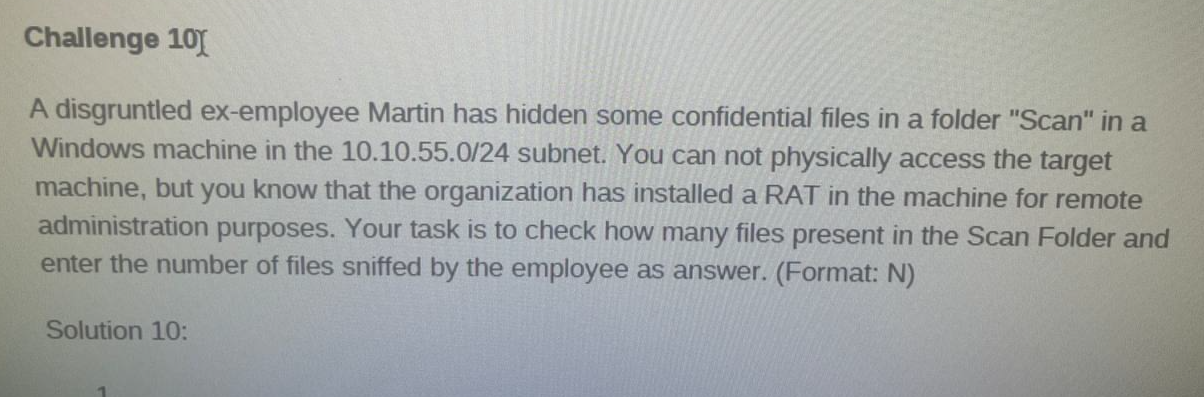 Challenge 10
A disgruntled ex-employee Martin has hidden some confidential files in a folder "Scan" in a
Windows machine in the 10.10.55.0/24 subnet. You can not physically access the target
machine, but you know that the organization has installed a RAT in the machine for remote
administration purposes. Your task is to check how many files present in the Scan Folder and
enter the number of files sniffed by the employee as answer. (Format: N)
Solution 10:
1